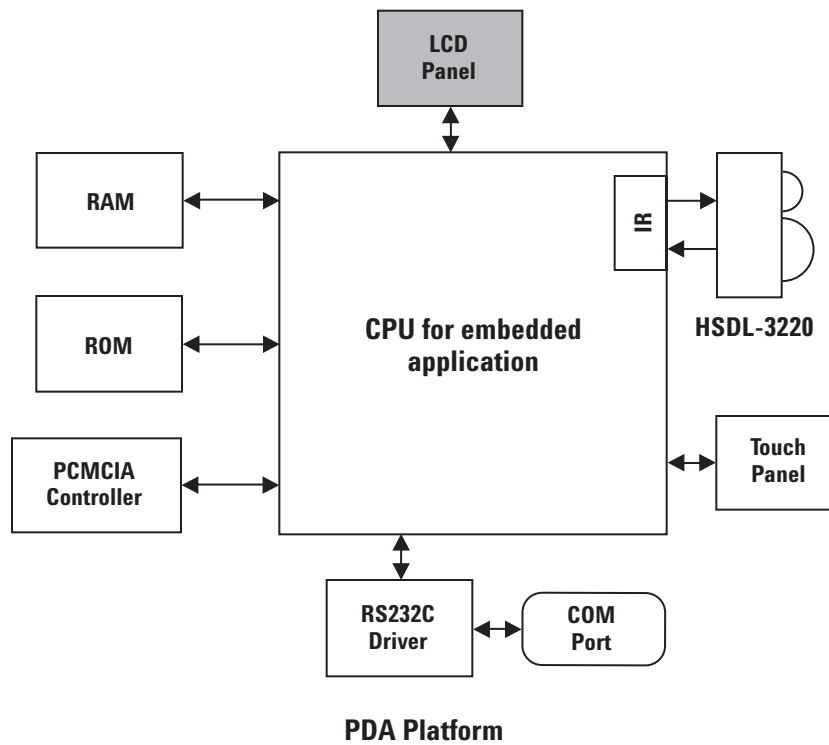 LCD
Panel
RAM
IR
CPU for embedded
application
HSDL-3220
ROM
PCMCIA
Controller
Touch
Panel
RS232C
Driver
COM
Port
PDA Platform